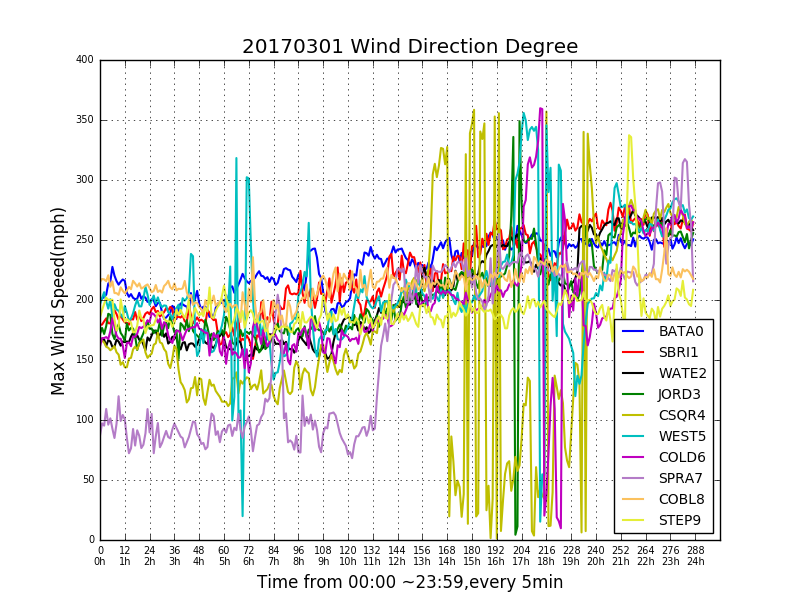 20170301 Wind Direction Degree
Max Wind Speed(mph)
400
350
300
250
200
150
100
50
0
BATA0
SBRI1
WATE2
JORD3
CSQR4
WEST5
COLD6
SPRA7
COBL8
STEP9
0 12 24 36 48 60 72 84 96 108 120 132 144 156 168 180 192 204 216 228 240 252 264 276 288
0h 1h 2h 3h 4h 5h 6h 7h 8h 9h 10h 11h 12h 13h 14h 15h 16h 17h 18h 19h 20h 21h 22h 23h 24h
Time from 00:00 ~23:59,every 5min